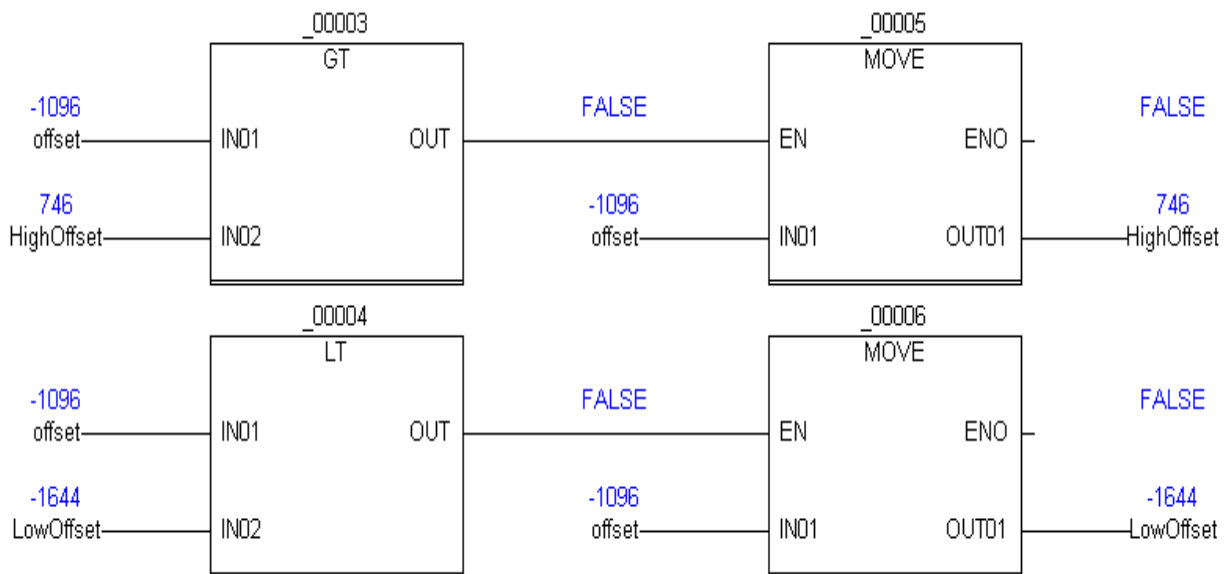 _00003 _00005
GT MOVE
-1096 FALSE FALSE
offset IN01 OUT EN ENO
746 -1096 746
HighOffset IN02 offset IN01 OUT01 HighOffset
_00004 _00006
LT MOVE
-1096 FALSE FALSE
offset IN01 OUT EN ENO
-1644 -1096 -1644
LowOffset IN02 offset IN01 OUT01 LowOffset